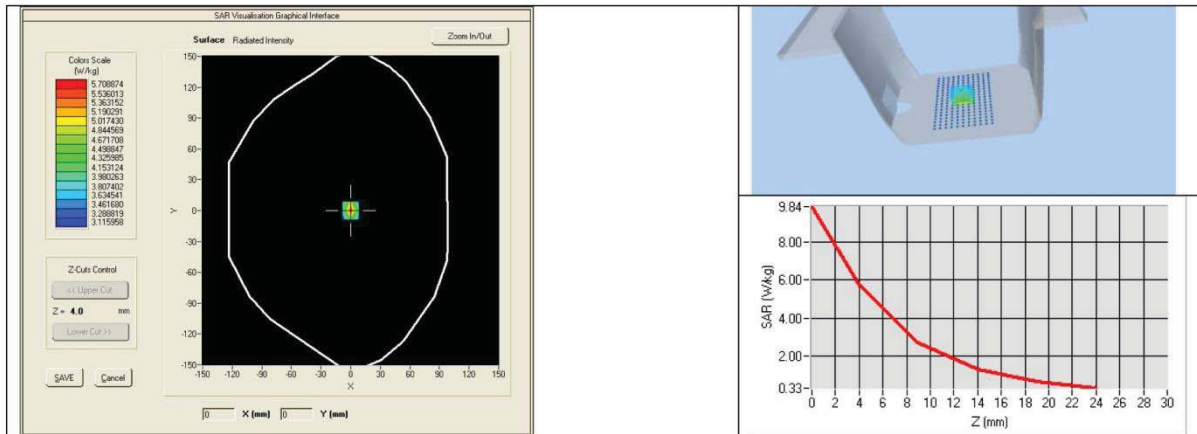 SAR Visualisation Graphical Interface
Surface Radiated Intensity
Zoom In/Out
Colors Scale
(W/kg)
5.708874
5.536013
5.363152
5.190291
5.017430
4.844569
4.671708
4.498847
4.325985
4.153124
3.980263
3.807402
3.634541
3.461680
3.288819
3.115958
Z-Cuts Control
<< Upper Cut
Z = 4.0 mm
Lower Cut >>
SAVE Cancel
150
120
90
60
30
Y 0
-30
-60
-90
-120
-150
-150 -120 -90 -60 -30 0 30 60 90 120 150
X
0 X (mm) 0 Y (mm)
9.84
8.00
6.00
4.00
2.00
0.33
SAR (W/kg)
0 2 4 6 8 10 12 14 16 18 20 22 24 26 28 30
Z (mm)